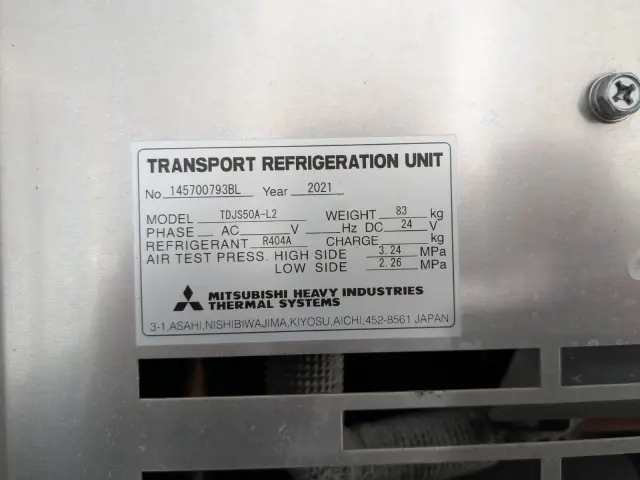 TRANSPORT REFRIGERATION UNIT
No 145700793BL Year 2021
MODEL TDJS50A-L2 WEIGHT 83 kg
PHASE AC V Hz DC 24 V
REFRIGERANT R404A CHARGE kg
AIR TEST PRESS. HIGH SIDE 3.24 MPa
LOW SIDE 2.26 MPa
MITSUBISHI HEAVY INDUSTRIES
THERMAL SYSTEMS
3-1,ASAHI,NISHIBIWAJIMA,KIYOSU,AICHI,452-8561 JAPAN